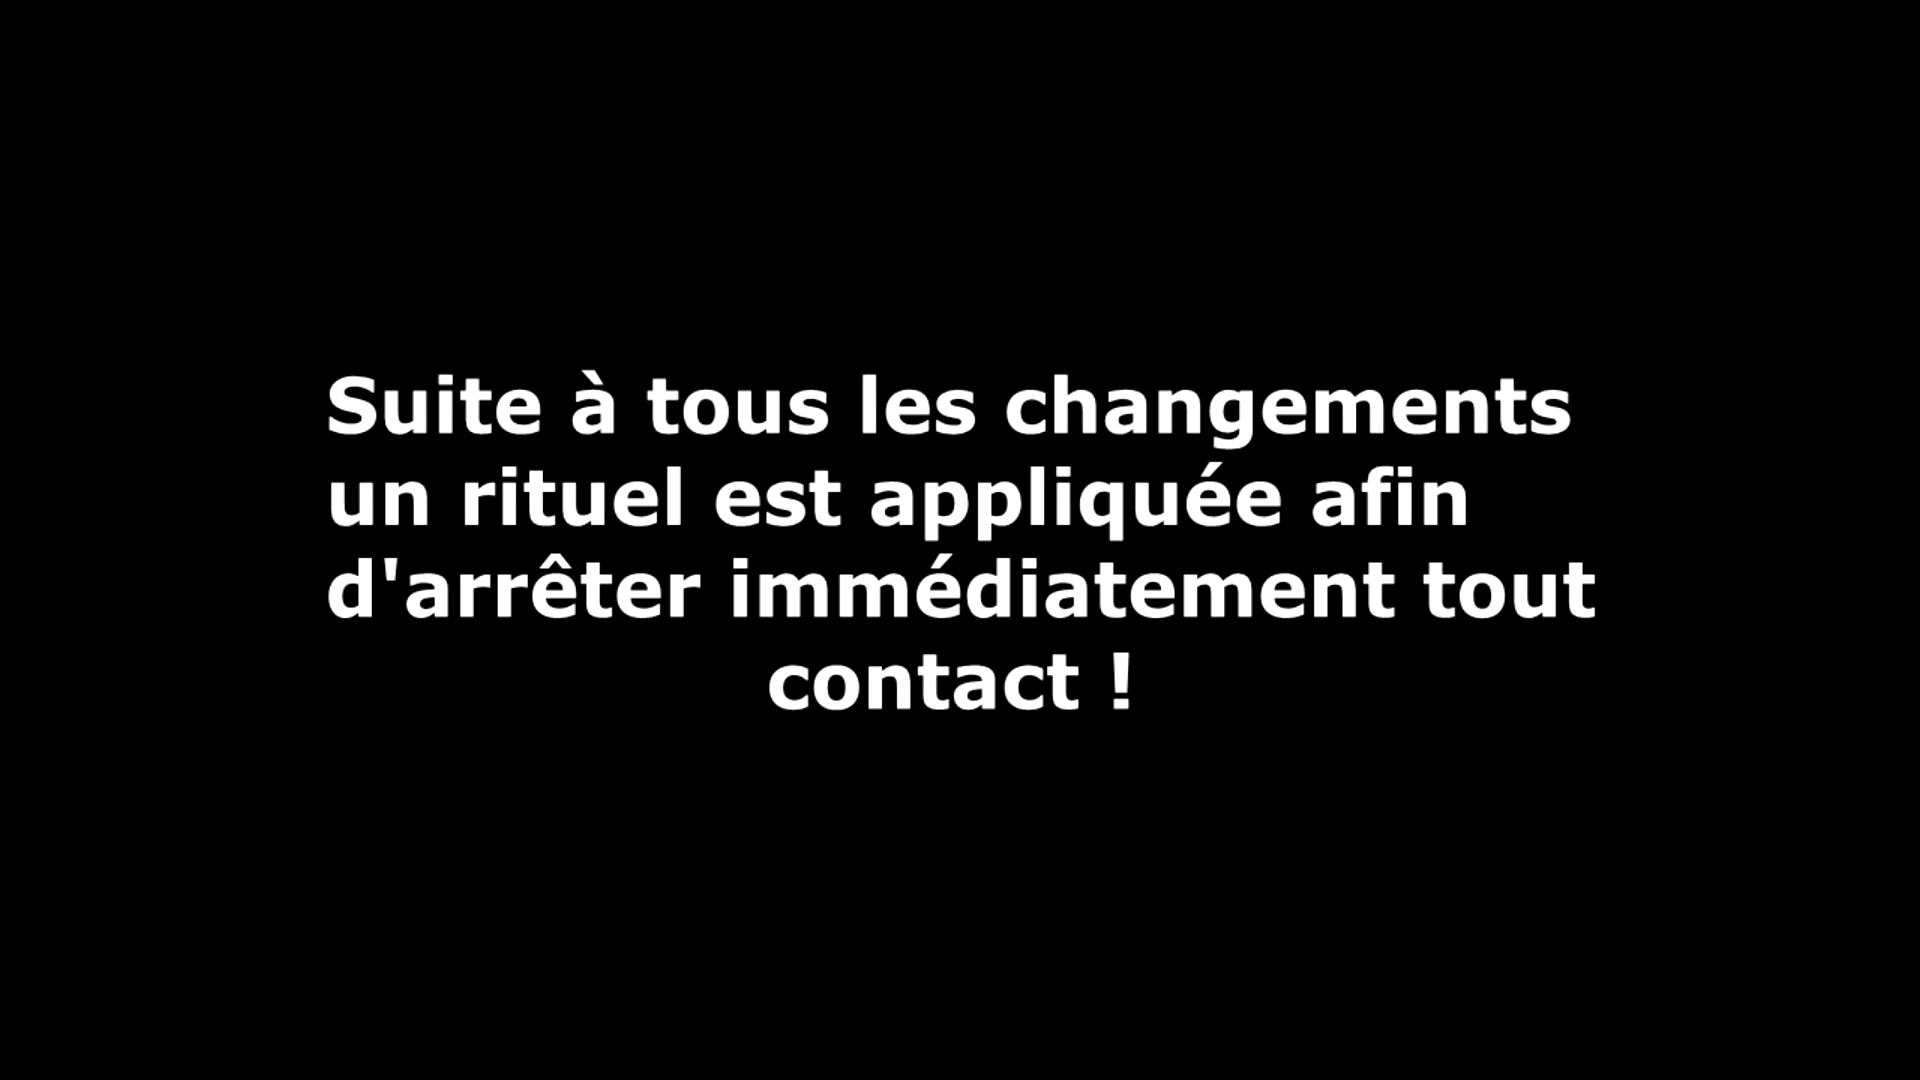 Suite à tous les changements
un rituel est appliquée afin
d'arrêter immédiatement tout
contact !